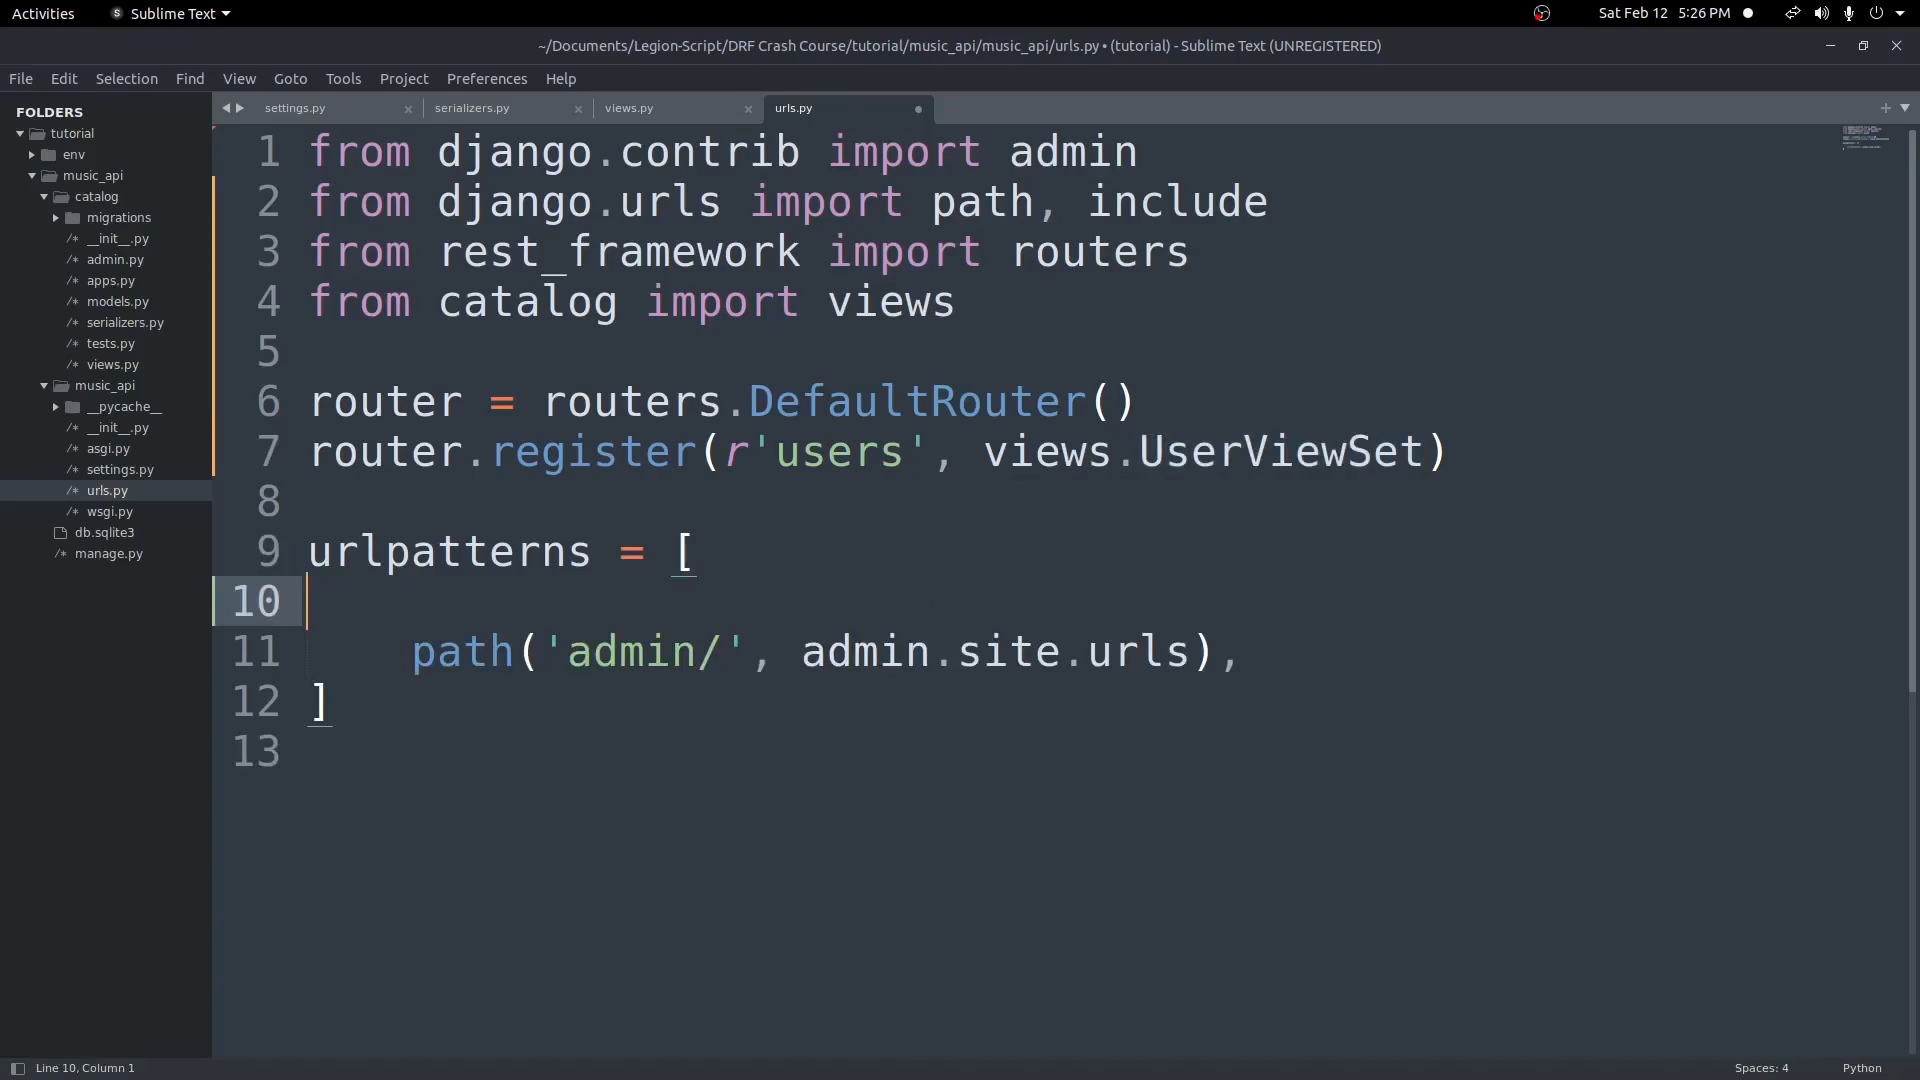 Activities
Sublime Text
Sat Feb 12 5:26 PM
~/Documents/Legion-Script/DRF Crash Course/tutorial/music_api/music_api/urls.py • (tutorial) - Sublime Text (UNREGISTERED)
File Edit Selection Find View Goto Tools Project Preferences Help
FOLDERS
tutorial
env
music_api
catalog
migrations
/* __init__.py
/* admin.py
/* apps.py
/* models.py
/* serializers.py
/* tests.py
/* views.py
music_api
__pycache__
/* __init__.py
/* asgi.py
/* settings.py
/* urls.py
/* wsgi.py
db.sqlite3
/* manage.py
settings.py
serializers.py
views.py
urls.py
1 from django.contrib import admin
2 from django.urls import path, include
3 from rest_framework import routers
4 from catalog import views
5
6 router = routers.DefaultRouter()
7 router.register(r'users', views.UserViewSet)
8
9 urlpatterns = [
10
11 path('admin/', admin.site.urls),
12 ]
13
Line 10, Column 1
Spaces: 4
Python